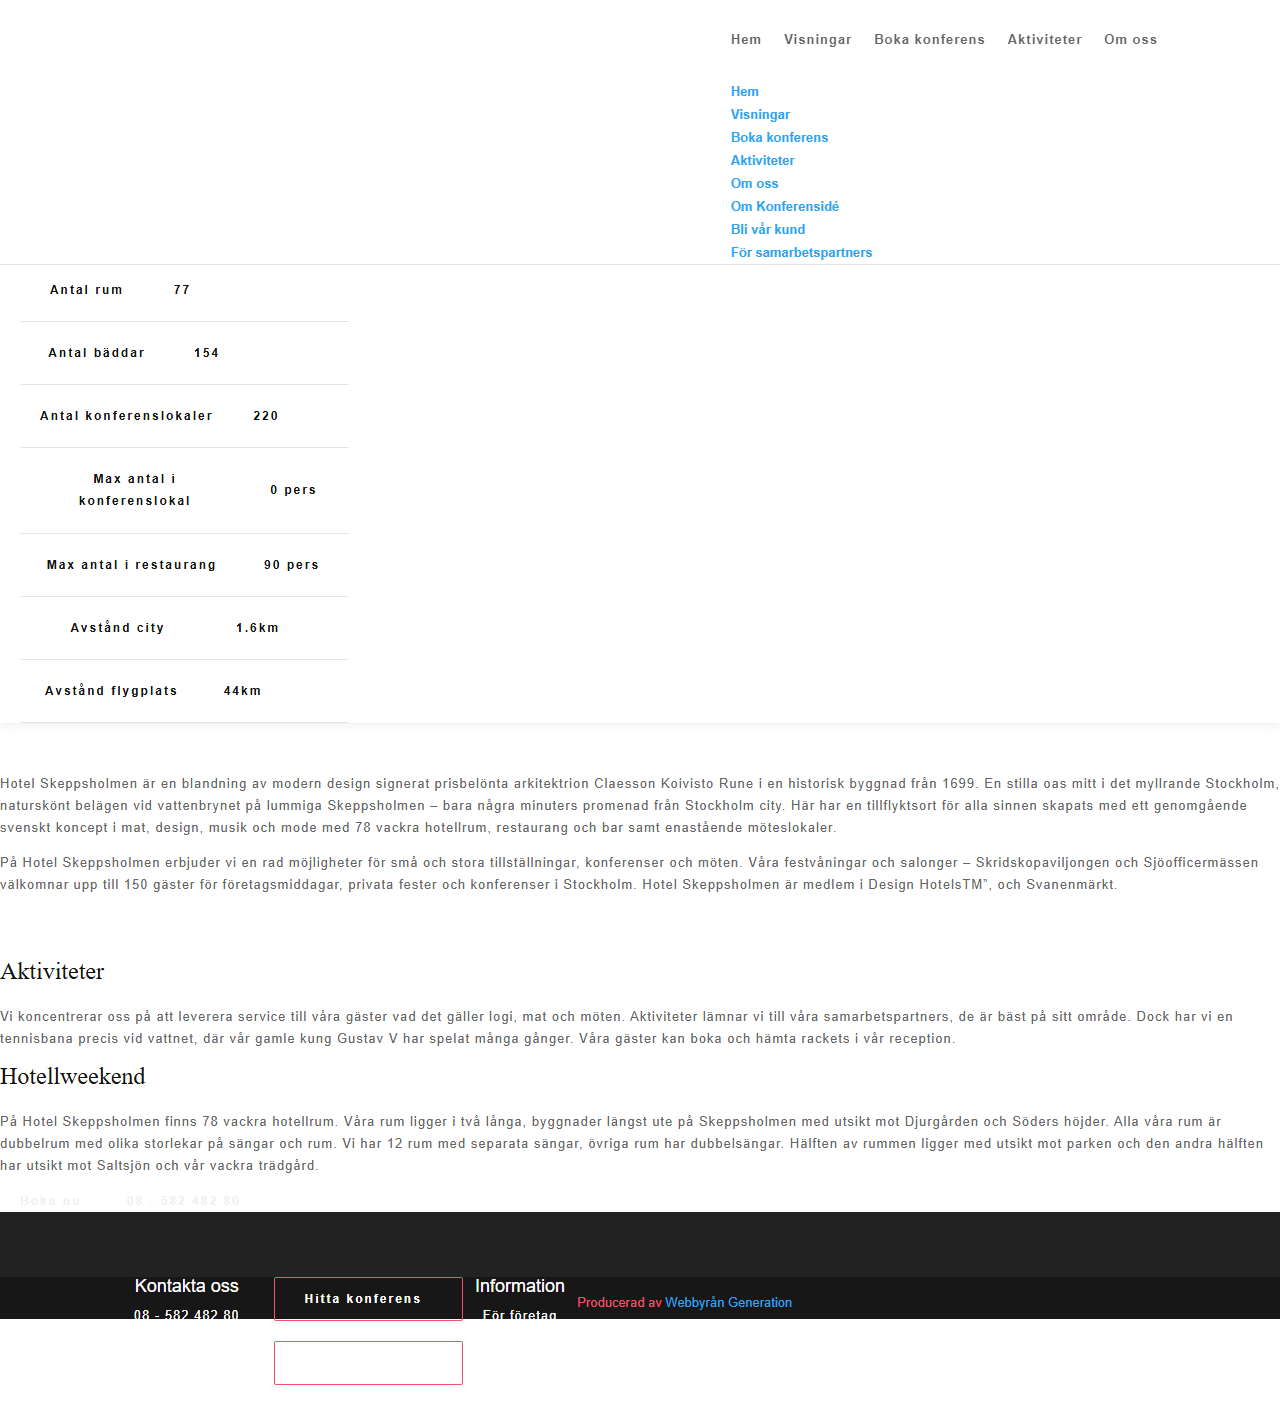 Hem Visningar Boka konferens Aktiviteter Om oss
Hem
Visningar
Boka konferens
Aktiviteter
Om oss
Om Konferensidé
Bli vår kund
För samarbetspartners
Antal rum 77
Antal bäddar 154
Antal konferenslokaler 220
Max antal i
konferenslokal
0 pers
Max antal i restaurang 90 pers
Avstånd city 1.6km
Avstånd flygplats 44km
Hotel Skeppsholmen är en blandning av modern design signerat prisbelönta arkitektrion Claesson Koivisto Rune i en historisk byggnad från 1699. En stilla oas mitt i det myllrande Stockholm,
naturskönt belägen vid vattenbrynet på lummiga Skeppsholmen – bara några minuters promenad från Stockholm city. Här har en tillflyktsort för alla sinnen skapats med ett genomgående
svenskt koncept i mat, design, musik och mode med 78 vackra hotellrum, restaurang och bar samt enastående möteslokaler.
På Hotel Skeppsholmen erbjuder vi en rad möjligheter för små och stora tillställningar, konferenser och möten. Våra festvåningar och salonger – Skridskopaviljongen och Sjöofficermässen
välkomnar upp till 150 gäster för företagsmiddagar, privata fester och konferenser i Stockholm. Hotel Skeppsholmen är medlem i Design HotelsTM”, och Svanenmärkt.
Aktiviteter
Vi koncentrerar oss på att leverera service till våra gäster vad det gäller logi, mat och möten. Aktiviteter lämnar vi till våra samarbetspartners, de är bäst på sitt område. Dock har vi en
tennisbana precis vid vattnet, där vår gamle kung Gustav V har spelat många gånger. Våra gäster kan boka och hämta rackets i vår reception.
Hotellweekend
På Hotel Skeppsholmen finns 78 vackra hotellrum. Våra rum ligger i två långa, byggnader längst ute på Skeppsholmen med utsikt mot Djurgården och Söders höjder. Alla våra rum är
dubbelrum med olika storlekar på sängar och rum. Vi har 12 rum med separata sängar, övriga rum har dubbelsängar. Hälften av rummen ligger med utsikt mot parken och den andra hälften
har utsikt mot Saltsjön och vår vackra trädgård.
Boka nu 08 - 582 482 80
Kontakta oss
08 - 582 482 80
Hitta konferens
Information
För företag
Producerad av Webbyrån Generation